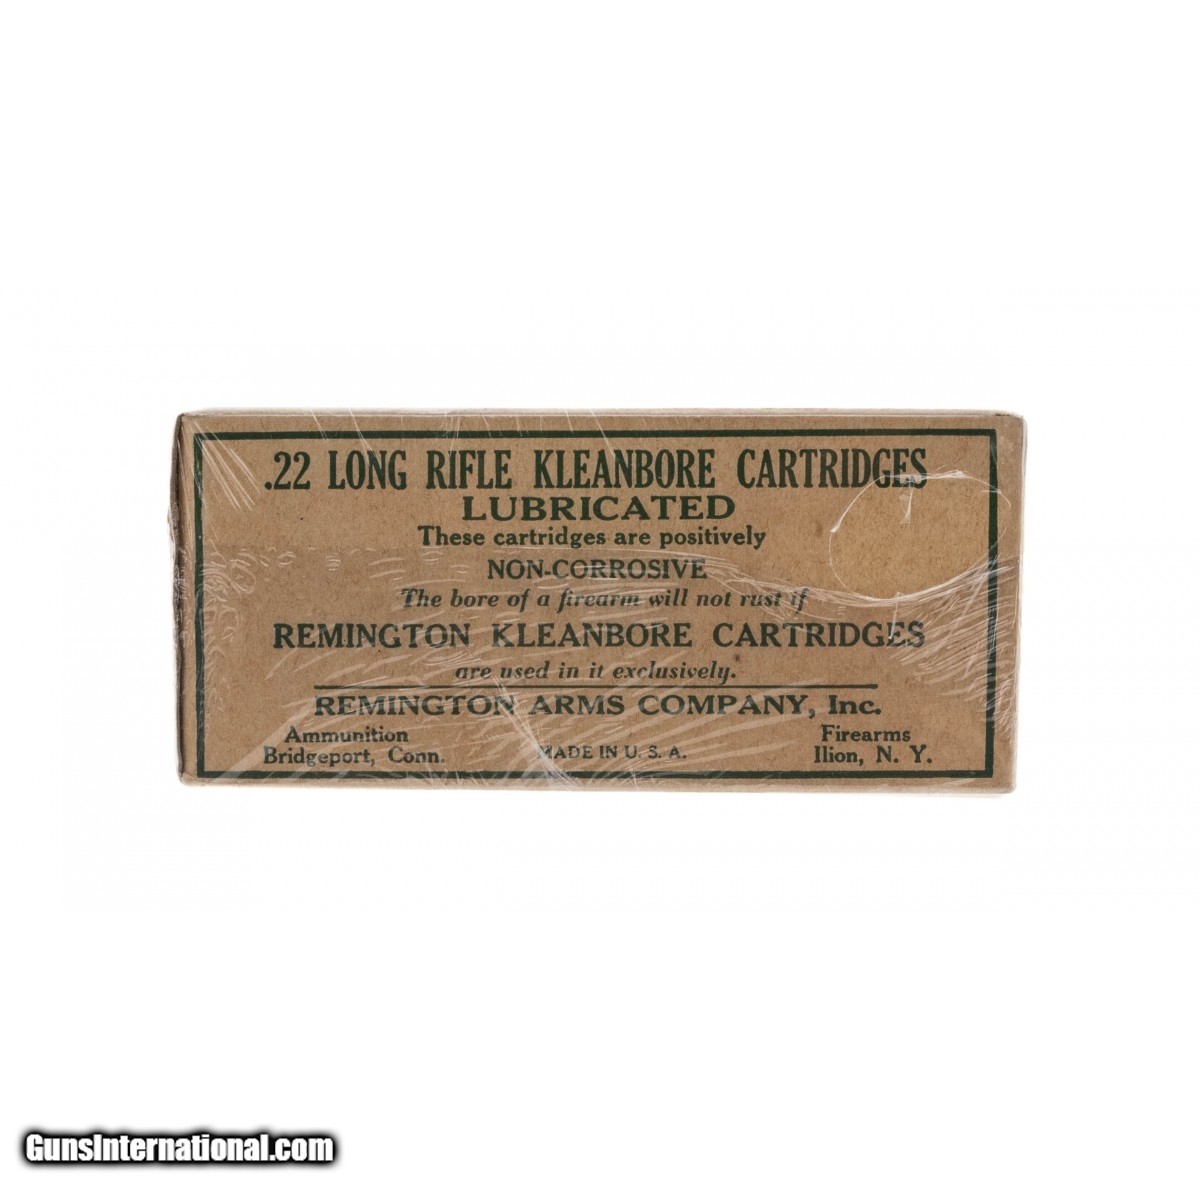 .22 LONG RIFLE KLEANBORE CARTRIDGES
LUBRICATED
These cartridges are positively
NON-CORROSIVE
The bore of a firearm will not rust if
REMINGTON KLEANBORE CARTRIDGES
are used in it exclusively.
REMINGTON ARMS COMPANY, Inc.
Ammunition
Bridgeport, Conn.
MADE IN U. S. A.
Firearms
Ilion, N. Y.
GunsInternational.com